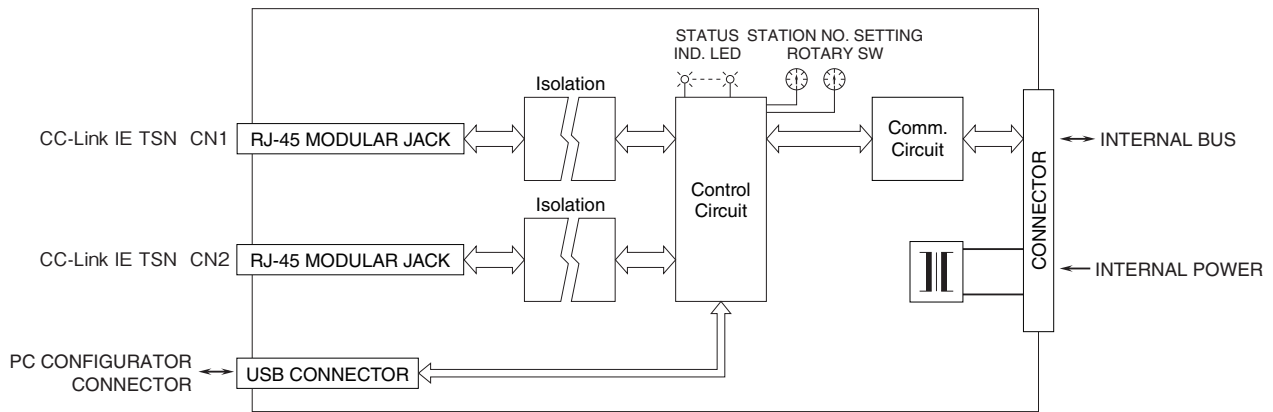 STATUS
IND. LED
STATION NO. SETTING
ROTARY SW
Isolation
CC-Link IE TSN CN1
RJ-45 MODULAR JACK
Comm.
Circuit
INTERNAL BUS
Control
Circuit
CONNECTOR
Isolation
CC-Link IE TSN CN2
RJ-45 MODULAR JACK
INTERNAL POWER
PC CONFIGURATOR
CONNECTOR
USB CONNECTOR